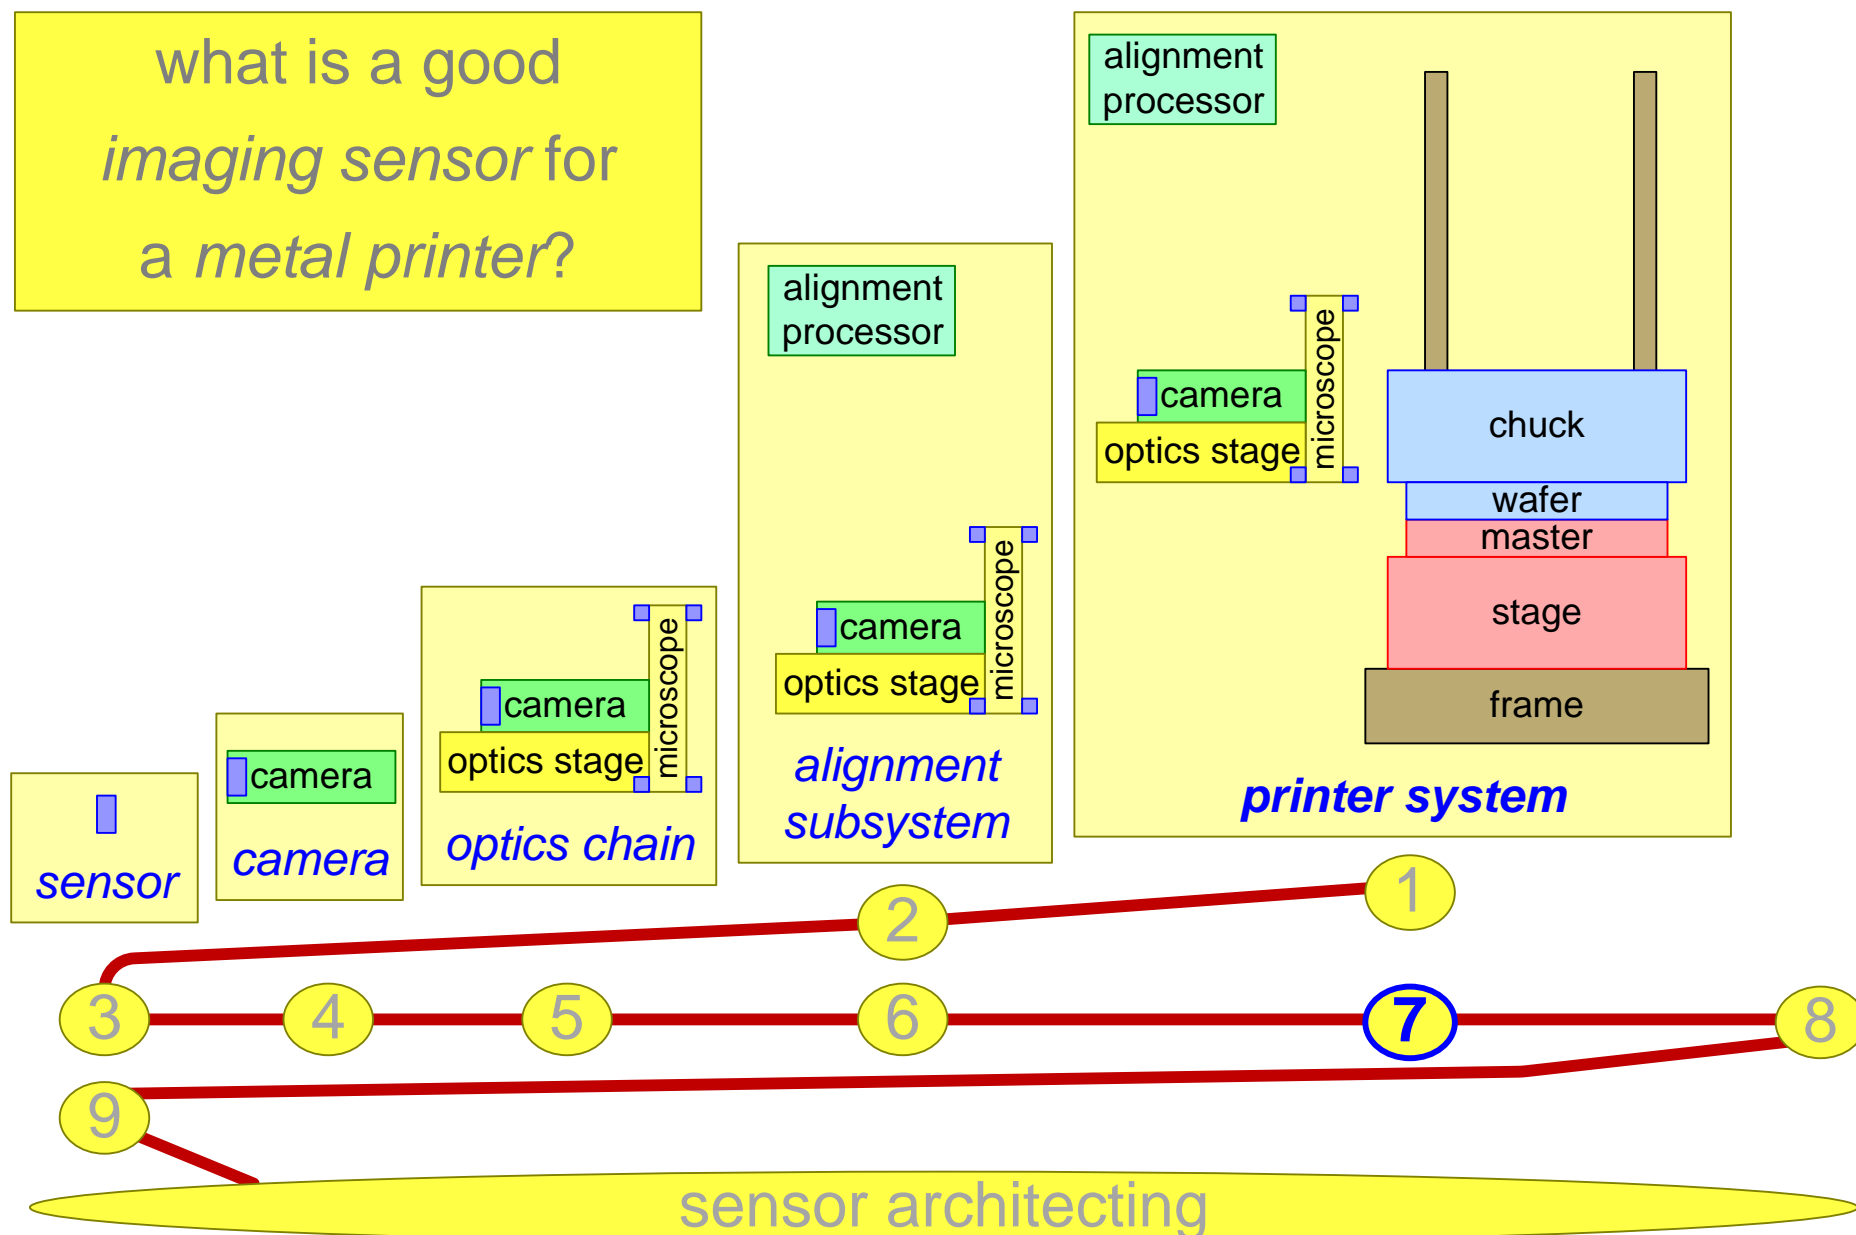 what is a good
imaging sensor for
a metal printer?
sensor
camera
camera
camera
optics stage
microscope
optics chain
alignment
processor
camera
optics stage
microscope
alignment
subsystem
alignment
processor
camera
optics stage
microscope
chuck
wafer
master
stage
frame
printer system
1
2
3
4
5
6
7
8
9
sensor architecting